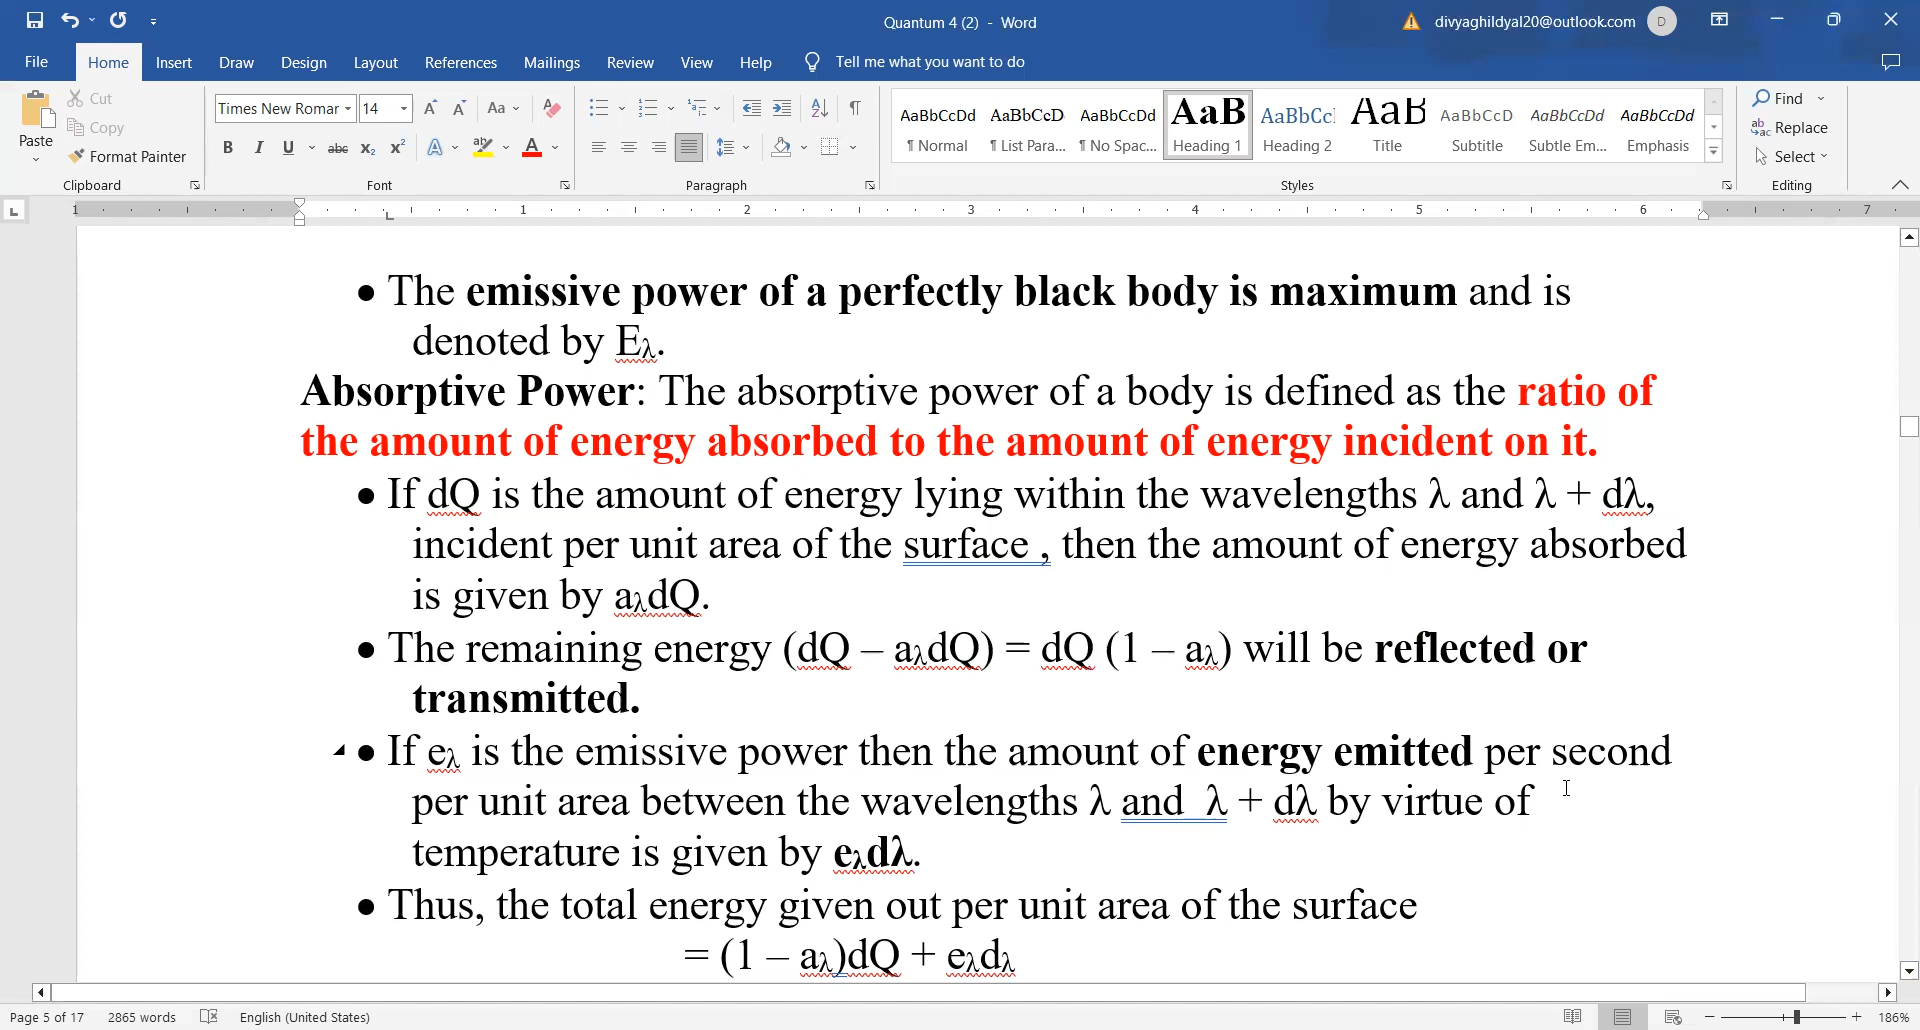 Quantum 4 (2) - Word
divyaghildyal20@outlook.com
D
File Home Insert Draw Design Layout References Mailings Review View Help Tell me what you want to do
Paste
Cut
Copy
Format Painter
Clipboard
Times New Roman 14
Font
Paragraph
AaBbCcDd AaBbCcD AaBbCcDd AaB AaBbCc AaB AaBbCcD AaBbCcDd AaBbCcDd
¶ Normal ¶ List Para... ¶ No Spac... Heading 1 Heading 2 Title Subtitle Subtle Em... Emphasis
Styles
Find
Replace
Select
Editing
1 1 2 3 4 5 6 7
• The emissive power of a perfectly black body is maximum and is
denoted by Eλ.
Absorptive Power: The absorptive power of a body is defined as the ratio of
the amount of energy absorbed to the amount of energy incident on it.
• If dQ is the amount of energy lying within the wavelengths λ and λ + dλ,
incident per unit area of the surface , then the amount of energy absorbed
is given by aλdQ.
• The remaining energy (dQ – aλdQ) = dQ (1 – aλ) will be reflected or
transmitted.
• If eλ is the emissive power then the amount of energy emitted per second
per unit area between the wavelengths λ and  λ + dλ by virtue of
temperature is given by eλdλ.
• Thus, the total energy given out per unit area of the surface
= (1 – aλ)dQ + eλdλ
Page 5 of 17 2865 words English (United States) 186%